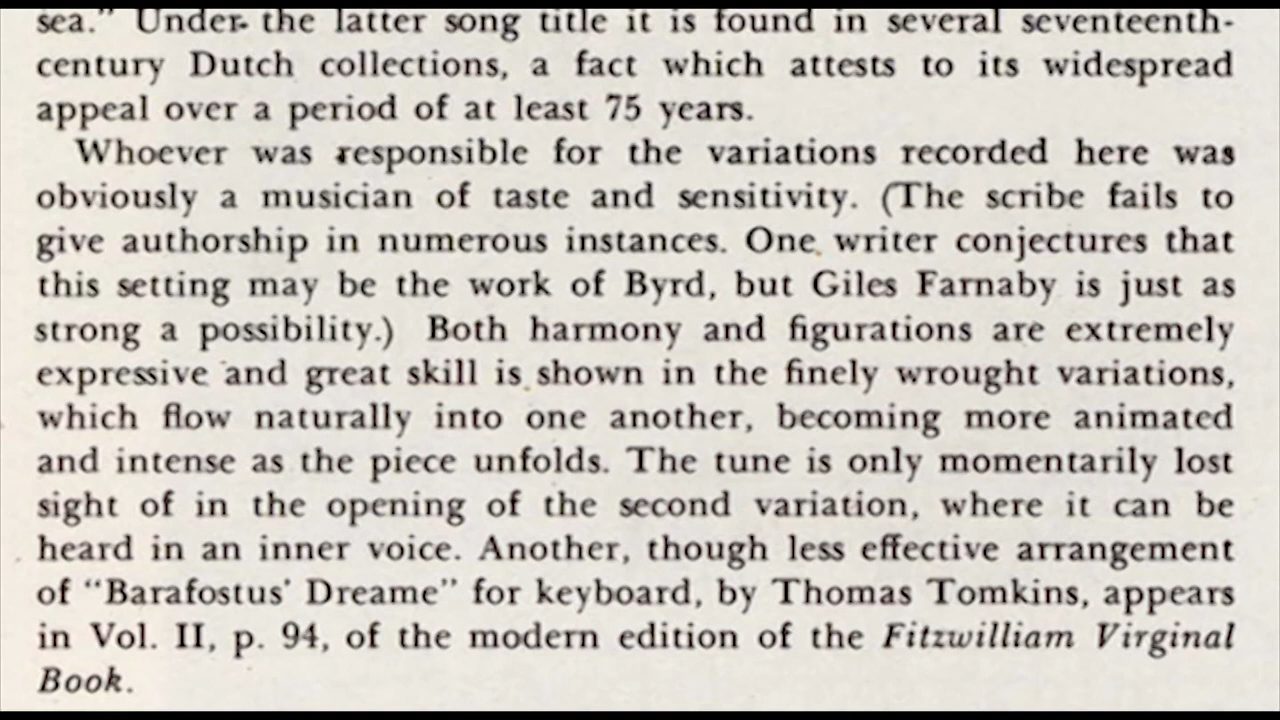 sea.” Under the latter song title it is found in several seventeenth-
century Dutch collections, a fact which attests to its widespread
appeal over a period of at least 75 years.
Whoever was responsible for the variations recorded here was
obviously a musician of taste and sensitivity. (The scribe fails to
give authorship in numerous instances. One writer conjectures that
this setting may be the work of Byrd, but Giles Farnaby is just as
strong a possibility.) Both harmony and figurations are extremely
expressive and great skill is shown in the finely wrought variations,
which flow naturally into one another, becoming more animated
and intense as the piece unfolds. The tune is only momentarily lost
sight of in the opening of the second variation, where it can be
heard in an inner voice. Another, though less effective arrangement
of “Barafostus’ Dreame” for keyboard, by Thomas Tomkins, appears
in Vol. II, p. 94, of the modern edition of the Fitzwilliam Virginal
Book.